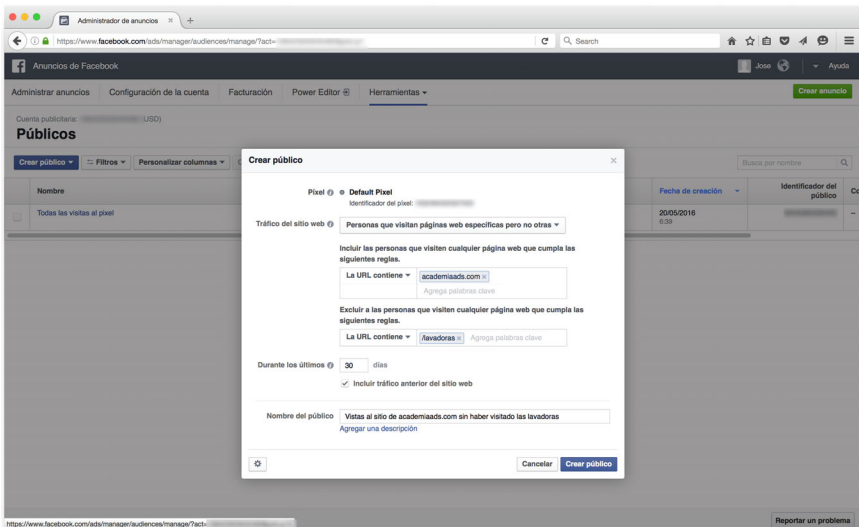 Administrador de anuncios
https://www.facebook.com/ads/manager/audiences/manage/?act=
Search
Anuncios de Facebook
Jose
Ayuda
Administrar anuncios Configuración de la cuenta Facturación Power Editor Herramientas
Crear anuncio
Cuenta publicitaria: USD)
Públicos
Crear público Filtros Personalizar columnas
Busca por nombre
Nombre
Fecha de creación
Identificador del público
Todas las visitas al pixel
20/05/2016
6:39
Crear público
Píxel Default Pixel
Identificador del píxel:
Tráfico del sitio web Personas que visitan páginas web específicas pero no otras
Incluir las personas que visiten cualquier página web que cumpla las
siguientes reglas.
La URL contiene academiaads.com
Agrega palabras clave
Excluir a las personas que visiten cualquier página web que cumpla las
siguientes reglas.
La URL contiene /lavadoras Agrega palabras clave
Durante los últimos 30 días
Incluir tráfico anterior del sitio web
Nombre del público Vistas al sitio de academiaads.com sin haber visitado las lavadoras
Agregar una descripción
Cancelar Crear público
https://www.facebook.com/ads/manager/audiences/manage/?act=
Reportar un problema